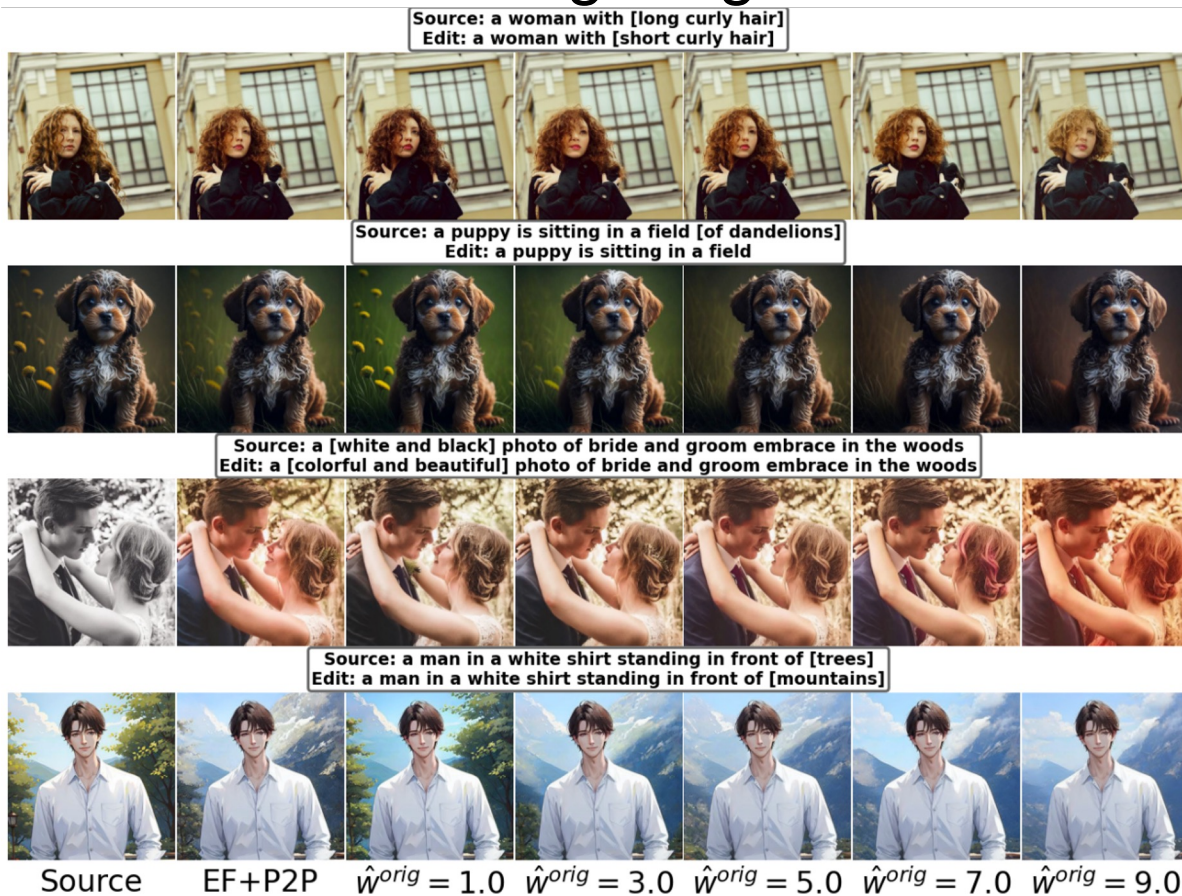 Source: a woman with [long curly hair]
Edit: a woman with [short curly hair]
Source: a puppy is sitting in a field [of dandelions]
Edit: a puppy is sitting in a field
Source: a [white and black] photo of bride and groom embrace in the woods
Edit: a [colorful and beautiful] photo of bride and groom embrace in the woods
Source: a man in a white shirt standing in front of [trees]
Edit: a man in a white shirt standing in front of [mountains]
Source EF+P2P ŵ^orig = 1.0 ŵ^orig = 3.0 ŵ^orig = 5.0 ŵ^orig = 7.0 ŵ^orig = 9.0